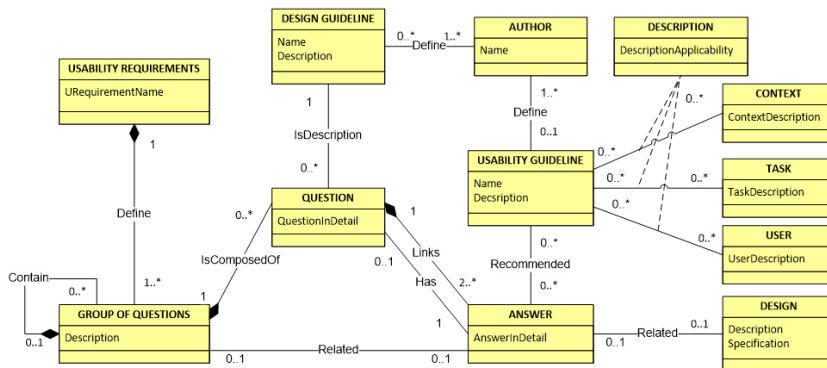 DESIGN GUIDELINE
Name
Description
0..*
Define
1..*
AUTHOR
Name
DESCRIPTION
DescriptionApplicability
USABILITY REQUIREMENTS
URequirementName
1
1
IsDescription
0..*
1..*
Define
0..1
0..*
CONTEXT
ContextDescription
0..*
USABILITY GUIDELINE
Name
Decsription
0..*
0..*
0..*
TASK
TaskDescription
QUESTION
QuestionInDetail
0..*
1
0..1
Define
IsComposedOf
Links
Has
2..*
1
0..*
Recommended
0..*
0..*
USER
UserDescription
Contain
0..*
0..1
1..*
1
GROUP OF QUESTIONS
Description
0..1
Related
0..1
ANSWER
AnswerInDetail
0..1
Related
0..1
DESIGN
Description
Specification